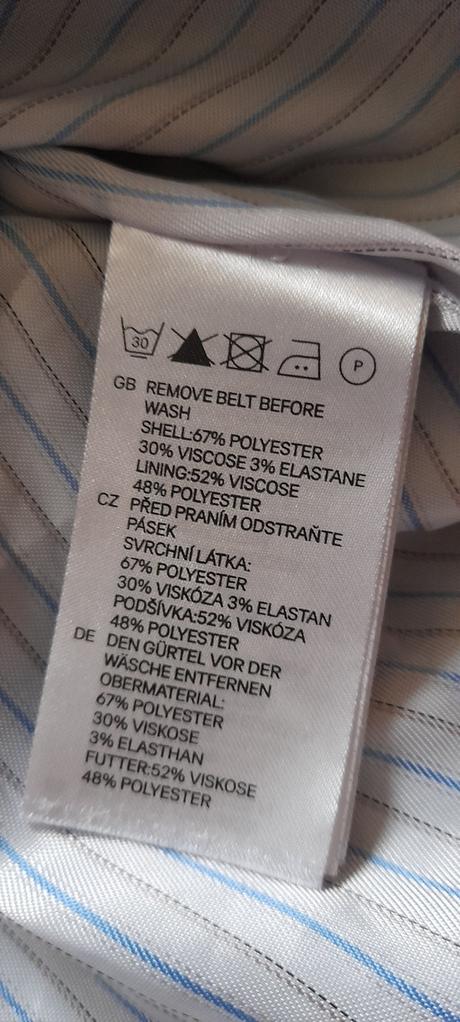 30
P
GB REMOVE BELT BEFORE
WASH
SHELL:67% POLYESTER
30% VISCOSE 3% ELASTANE
LINING:52% VISCOSE
48% POLYESTER
CZ PŘED PRANÍM ODSTRAŇTE
PÁSEK
SVRCHNÍ LÁTKA:
67% POLYESTER
30% VISKÓZA 3% ELASTAN
PODŠÍVKA:52% VISKÓZA
48% POLYESTER
DE DEN GÜRTEL VOR DER
WÄSCHE ENTFERNEN
OBERMATERIAL:
67% POLYESTER
30% VISKOSE
3% ELASTHAN
FUTTER:52% VISKOSE
48% POLYESTER